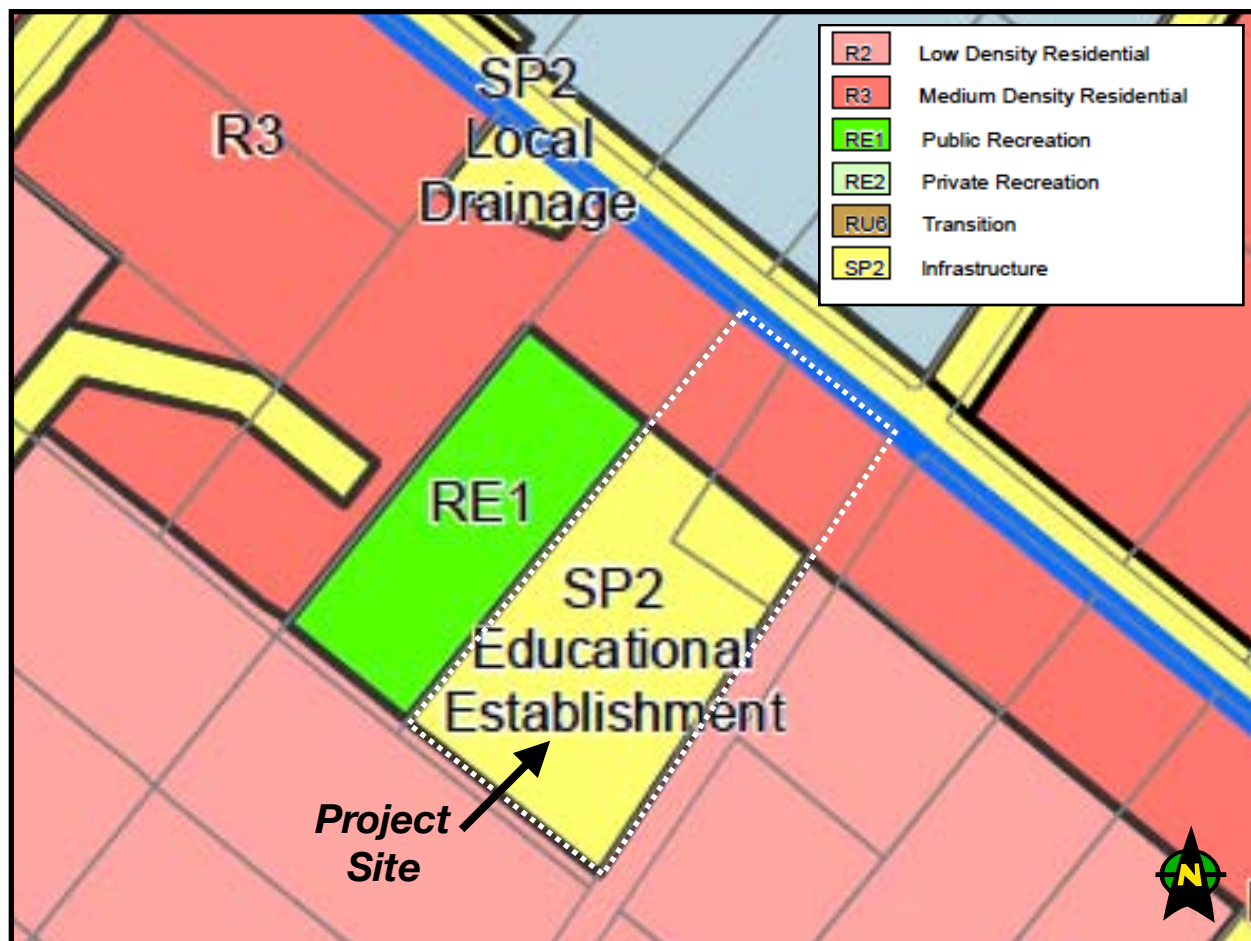 SP2
Local
Drainage
R3
R2 Low Density Residential
R3 Medium Density Residential
RE1 Public Recreation
RE2 Private Recreation
RU6 Transition
SP2 Infrastructure
RE1
SP2
Educational
Establishment
Project
Site
N